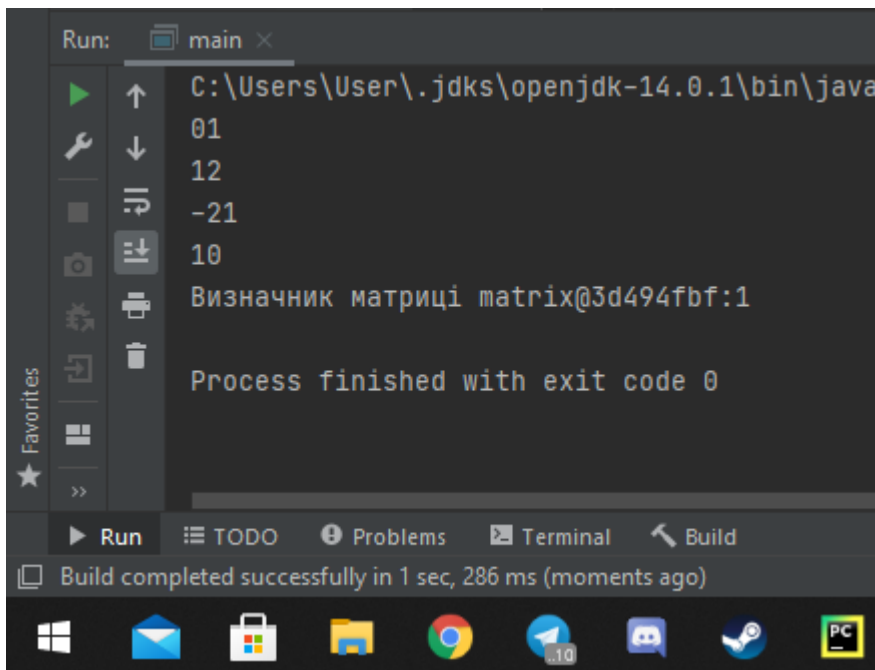 Run: main
C:\Users\User\.jdks\openjdk-14.0.1\bin\java
01
12
-21
10
Визначник матриці matrix@3d494fbf:1
Process finished with exit code 0
Favorites
Run TODO Problems Terminal Build
Build completed successfully in 1 sec, 286 ms (moments ago)
..10 PC